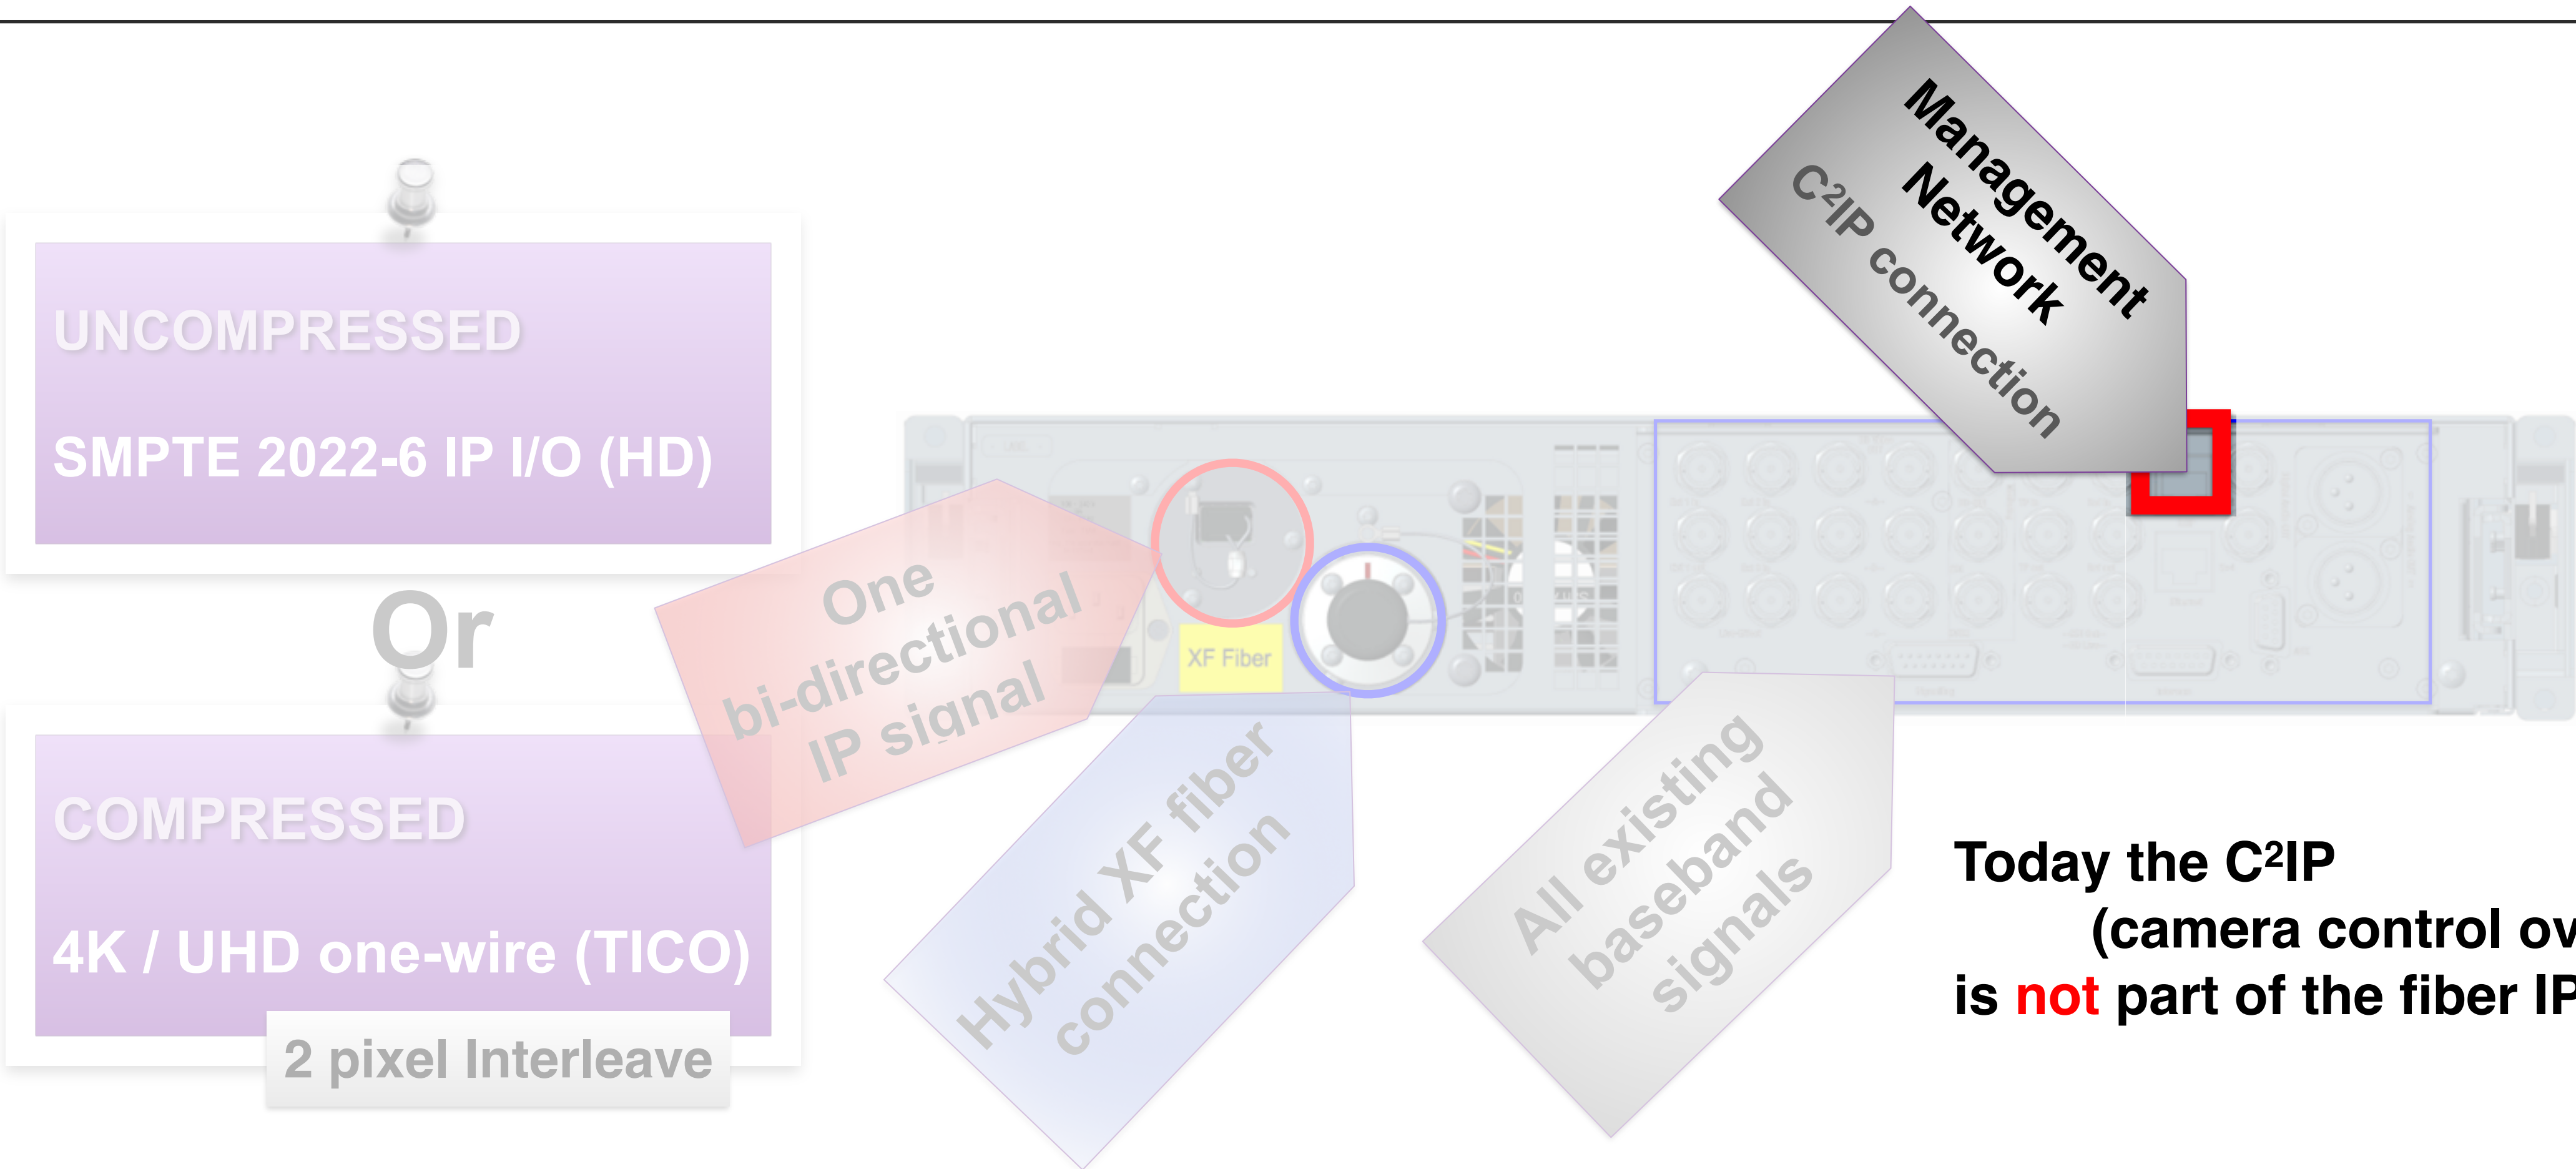 Management
Network
C²IP connection
UNCOMPRESSED
SMPTE 2022-6 IP I/O (HD)
Or
COMPRESSED
4K / UHD one-wire (TICO)
2 pixel Interleave
One
bi-directional
IP signal
XF Fiber
Hybrid XF fiber
connection
All existing
baseband
signals
Today the C²IP
(camera control ov
is not part of the fiber IP